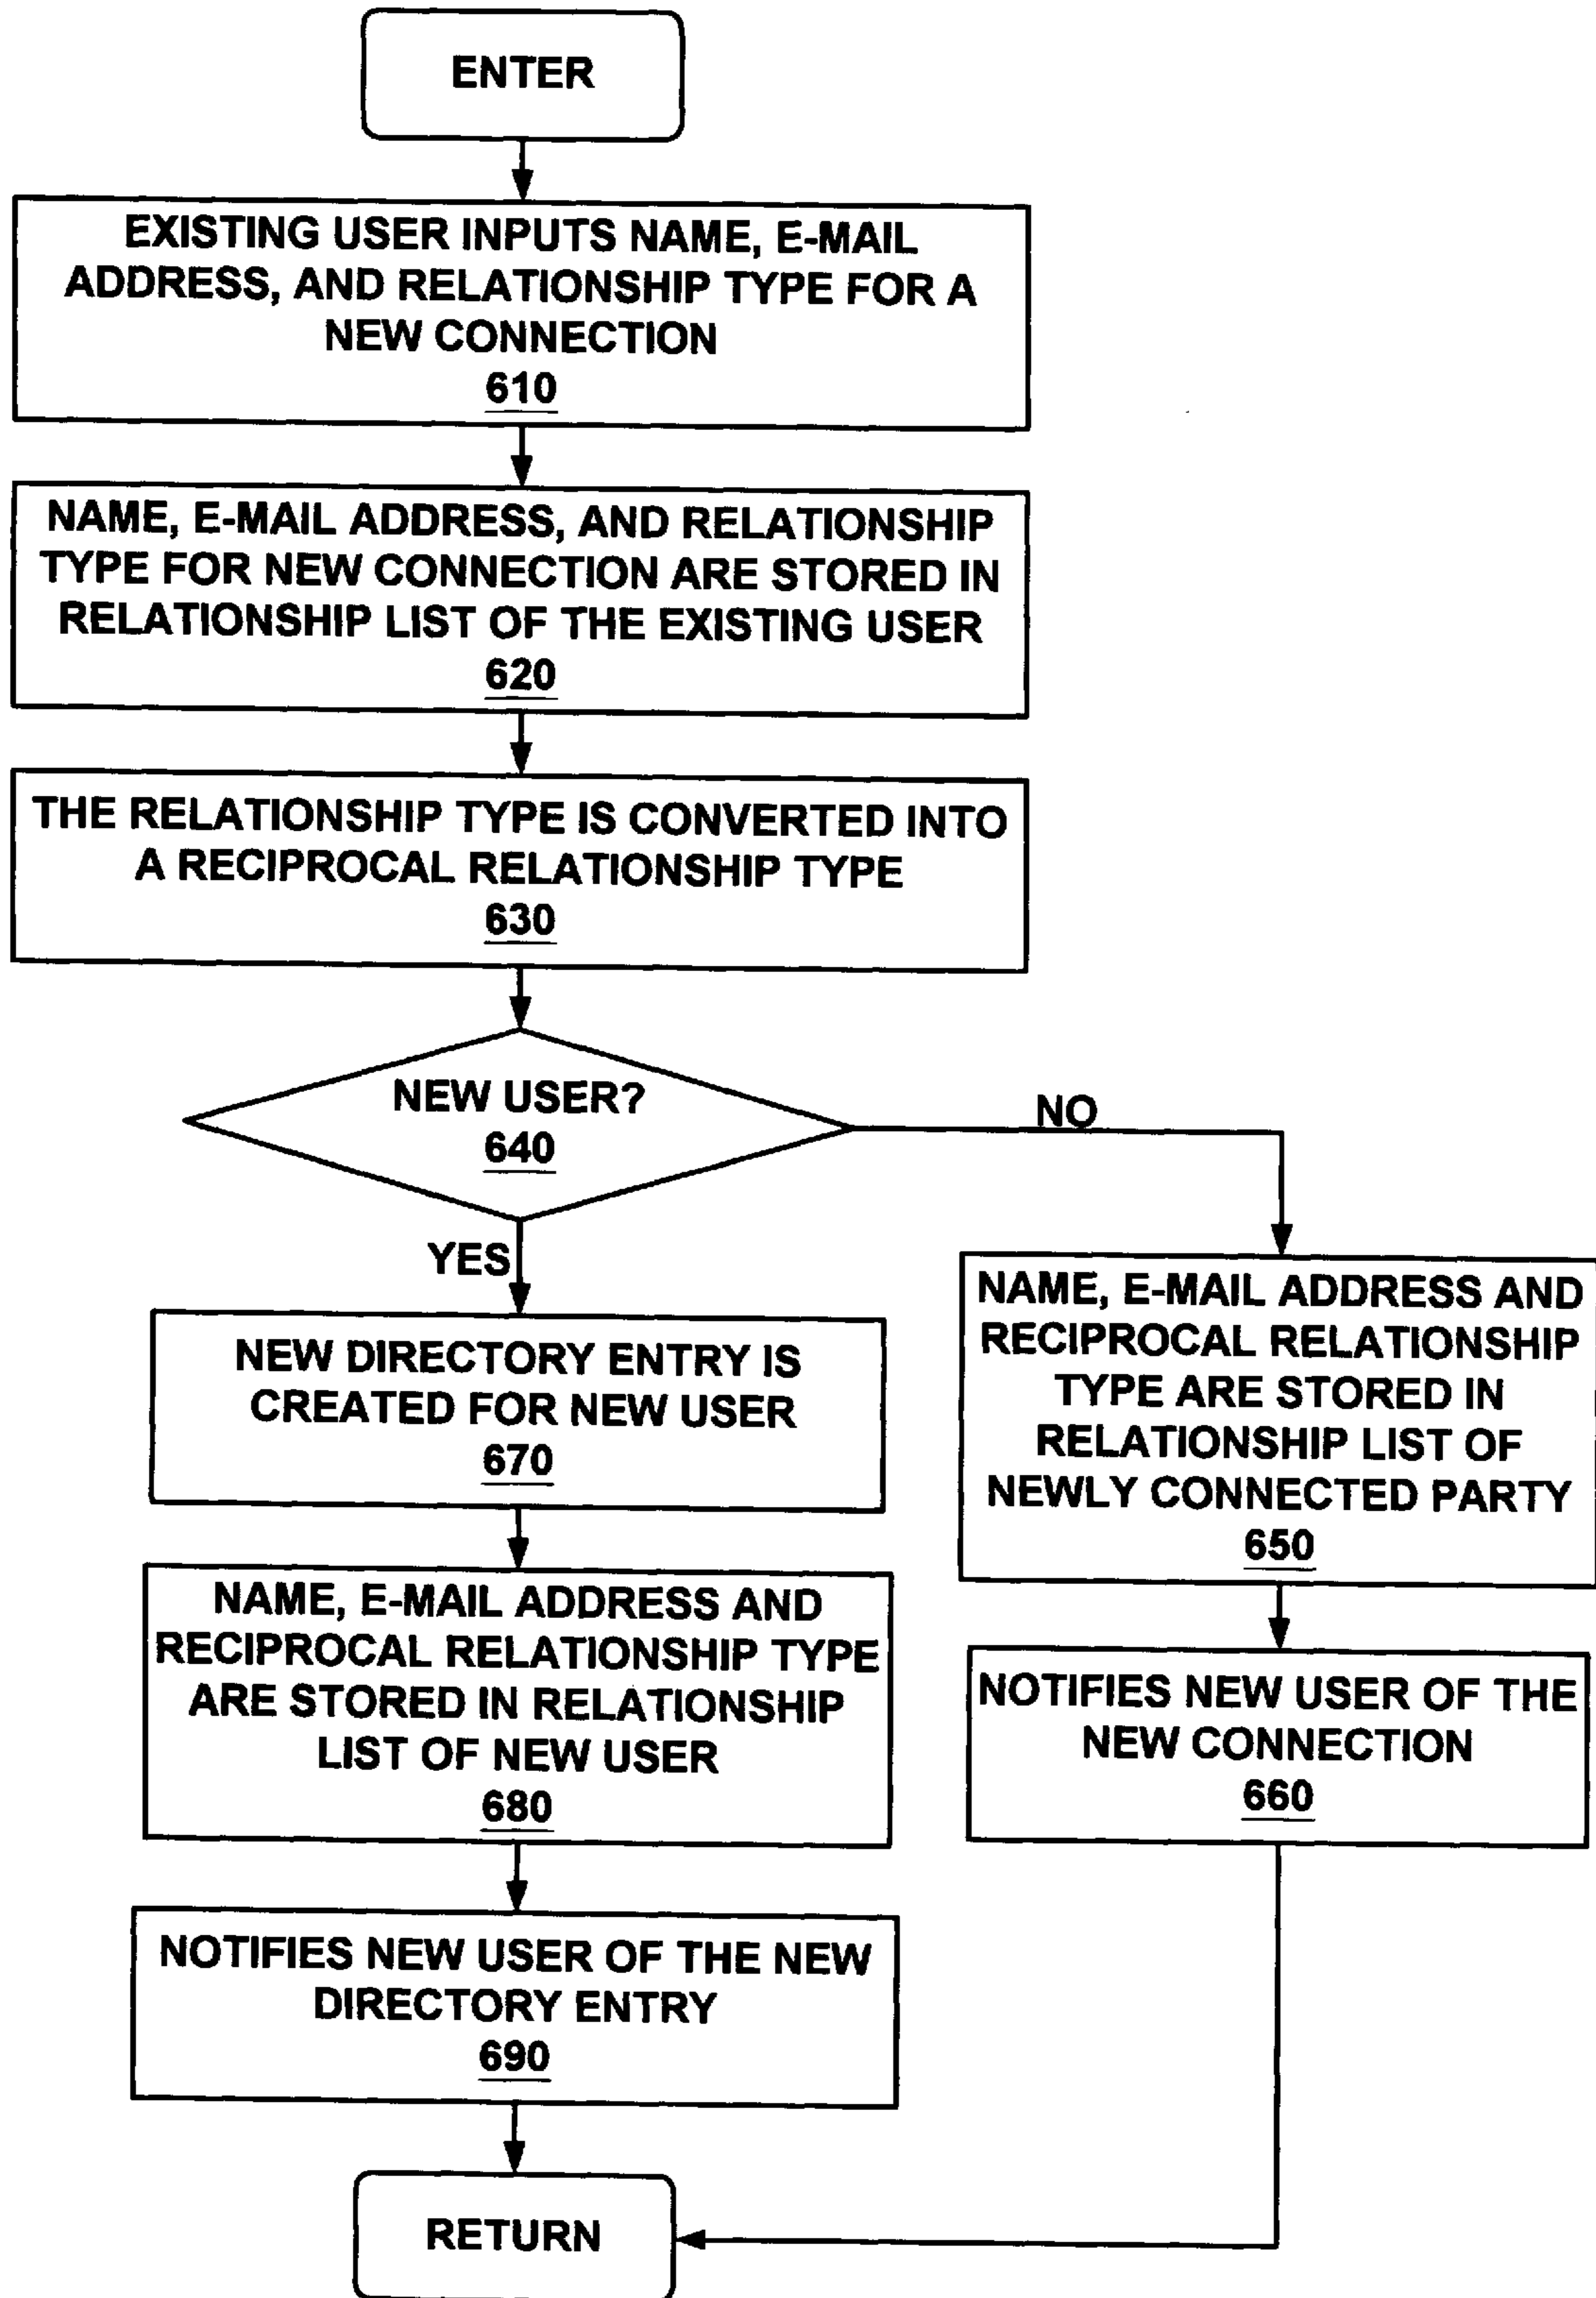 ENTER
EXISTING USER INPUTS NAME, E-MAIL
ADDRESS, AND RELATIONSHIP TYPE FOR A
NEW CONNECTION
610
NAME, E-MAIL ADDRESS, AND RELATIONSHIP
TYPE FOR NEW CONNECTION ARE STORED IN
RELATIONSHIP LIST OF THE EXISTING USER
620
THE RELATIONSHIP TYPE IS CONVERTED INTO
A RECIPROCAL RELATIONSHIP TYPE
630
NEW USER?
640
NO
YES
NEW DIRECTORY ENTRY IS
CREATED FOR NEW USER
670
NAME, E-MAIL ADDRESS AND
RECIPROCAL RELATIONSHIP TYPE
ARE STORED IN RELATIONSHIP
LIST OF NEW USER
680
NOTIFIES NEW USER OF THE NEW
DIRECTORY ENTRY
690
NAME, E-MAIL ADDRESS AND
RECIPROCAL RELATIONSHIP
TYPE ARE STORED IN
RELATIONSHIP LIST OF
NEWLY CONNECTED PARTY
650
NOTIFIES NEW USER OF THE
NEW CONNECTION
660
RETURN